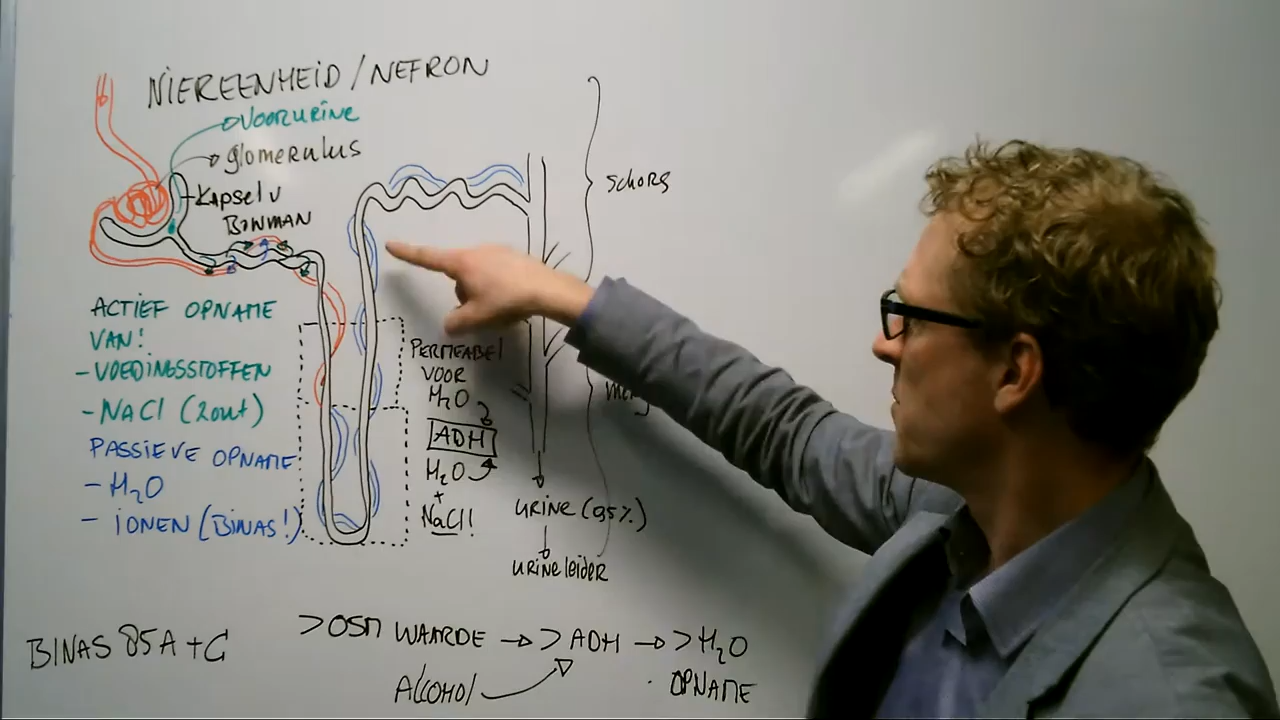 NIEREENHEID / NEFRON
VOORURINE
glomerulus
KAPSEL V
BOWMAN
SCHORS
ACTIEF OPNAME
VAN!
- VOEDINGSSTOFFEN
- NaCl (ZOUT)
PASSIEVE OPNAME
- H2O
- IONEN (BINAS!)
PERMEABEL
VOOR
H2O
ADH
H2O
+
NaCl!
URINE (95%)
URINELEIDER
BINAS 85A + C
> OSM WAARDE → > ADH → > H2O
OPNAME
Alcohol